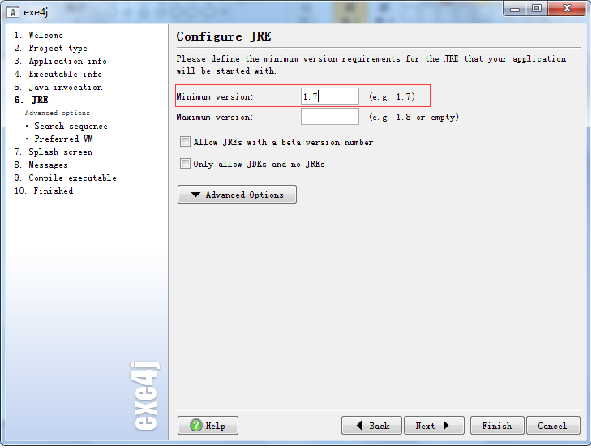 exe4j
1. Welcome
2. Project type
3. Application info
4. Executable info
5. Java invocation
6. JRE
Advanced options:
• Search sequence
• Preferred VM
7. Splash screen
8. Messages
9. Compile executable
10. Finished
exe4j
Configure JRE
Please define the minimum version requirements for the JRE that your application
will be started with.
Minimum version: 1.7 (e.g. 1.7)
Maximum version: (e.g. 1.8 or empty)
Allow JREs with a beta version number
Only allow JDKs and no JREs
Advanced Options
Help
Back
Next
Finish
Cancel